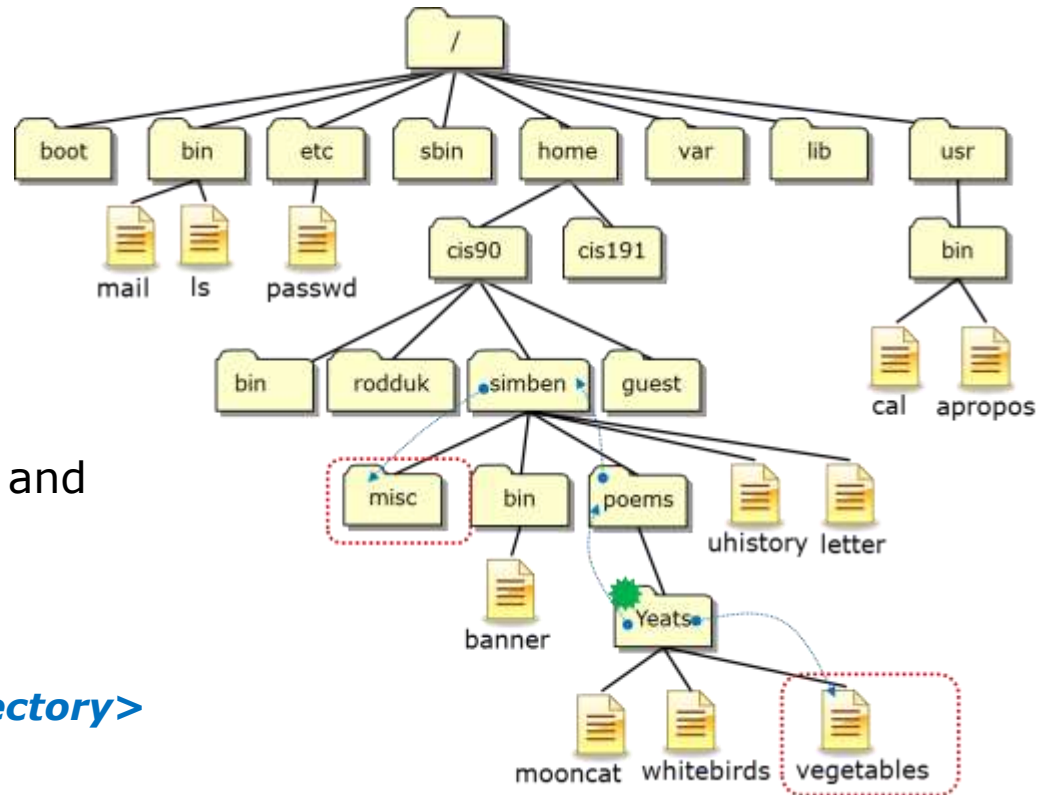 /
boot bin etc sbin home var lib usr
mail ls passwd cis90 cis191 bin
bin rodduk simben guest cal apropos
and misc bin poems
uhistory letter
banner Yeats
ectory>
mooncat whitebirds vegetables